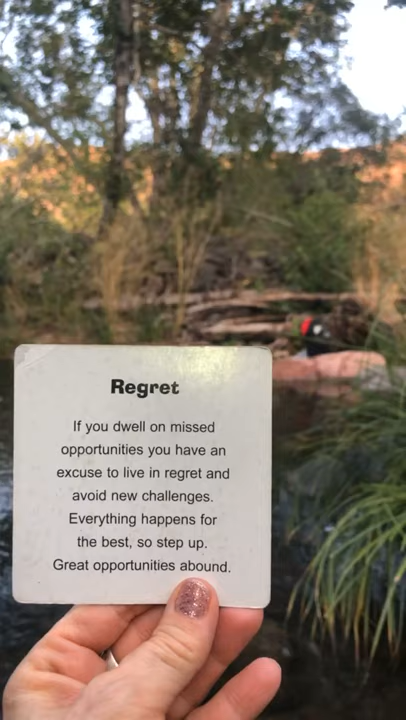 Regret
If you dwell on missed
opportunities you have an
excuse to live in regret and
avoid new challenges.
Everything happens for
the best, so step up.
Great opportunities abound.